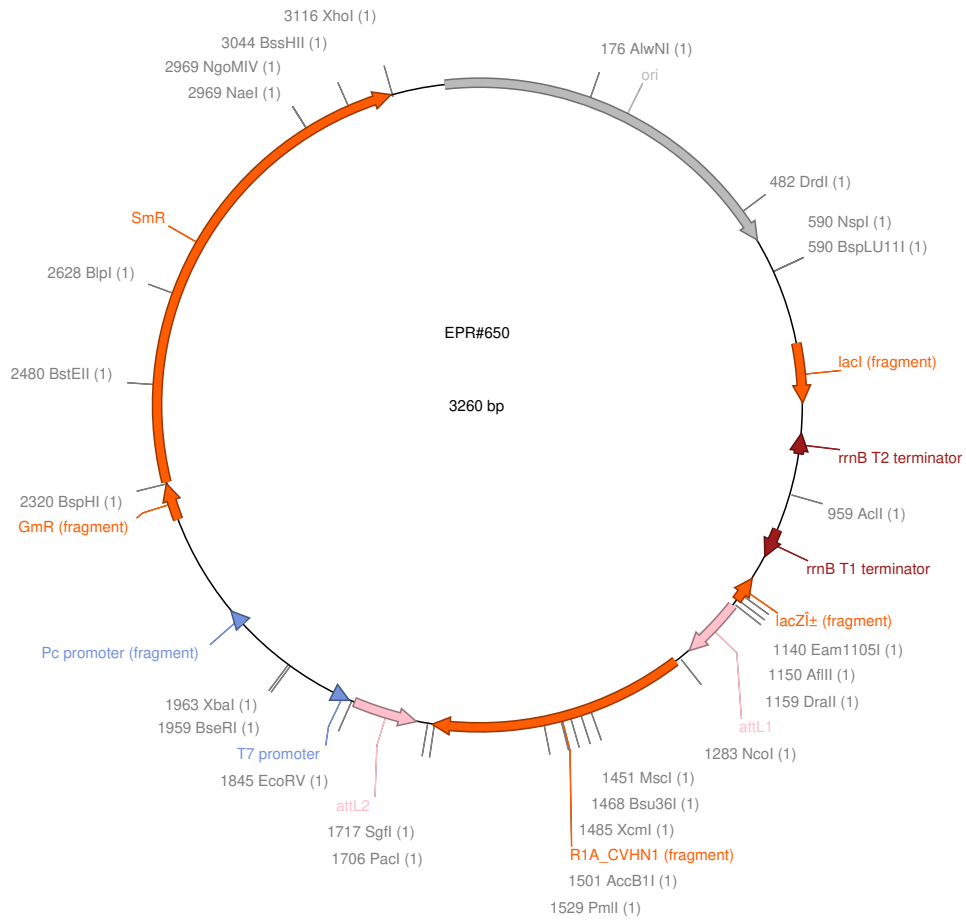 3116 XhoI (1)
3044 BssHII (1)
2969 NgoMIV (1)
2969 NaeI (1)
176 AlwNI (1)
ori
482 DrdI (1)
590 NspI (1)
590 BspLU11I (1)
SmR
2628 BlpI (1)
2480 BstEII (1)
EPR#650
3260 bp
lacI (fragment)
rrnB T2 terminator
959 AclI (1)
2320 BspHI (1)
GmR (fragment)
rrnB T1 terminator
lacZÎ± (fragment)
Pc promoter (fragment)
1140 Eam1105I (1)
1150 AflII (1)
1159 DraII (1)
attL1
1283 NcoI (1)
1963 XbaI (1)
1959 BseRI (1)
T7 promoter
1845 EcoRV (1)
attL2
1717 SgfI (1)
1706 PacI (1)
1451 MscI (1)
1468 Bsu36I (1)
1485 XcmI (1)
R1A_CVHN1 (fragment)
1501 AccB1I (1)
1529 PmlI (1)